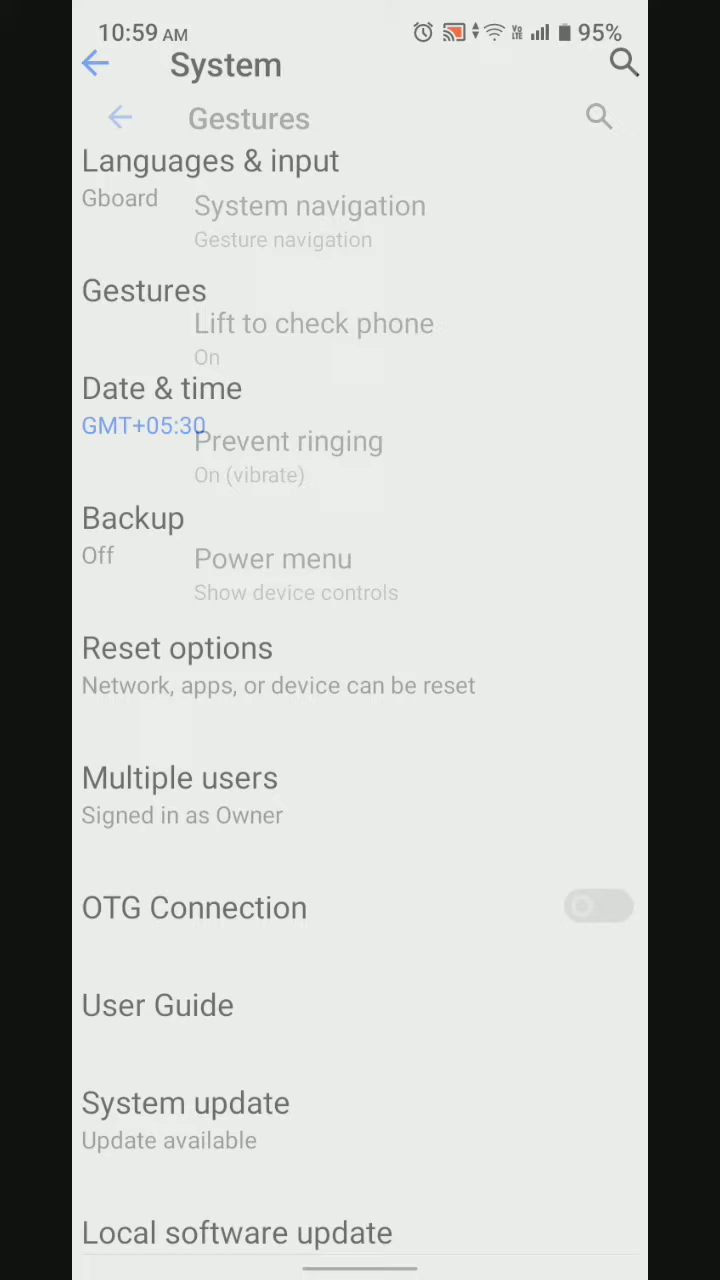 10:59 AM
Vo LTE
95%
System
Gestures
Languages & input
Gboard
System navigation
Gesture navigation
Gestures
Lift to check phone
On
Date & time
GMT+05:30
Prevent ringing
On (vibrate)
Backup
Off
Power menu
Show device controls
Reset options
Network, apps, or device can be reset
Multiple users
Signed in as Owner
OTG Connection
User Guide
System update
Update available
Local software update